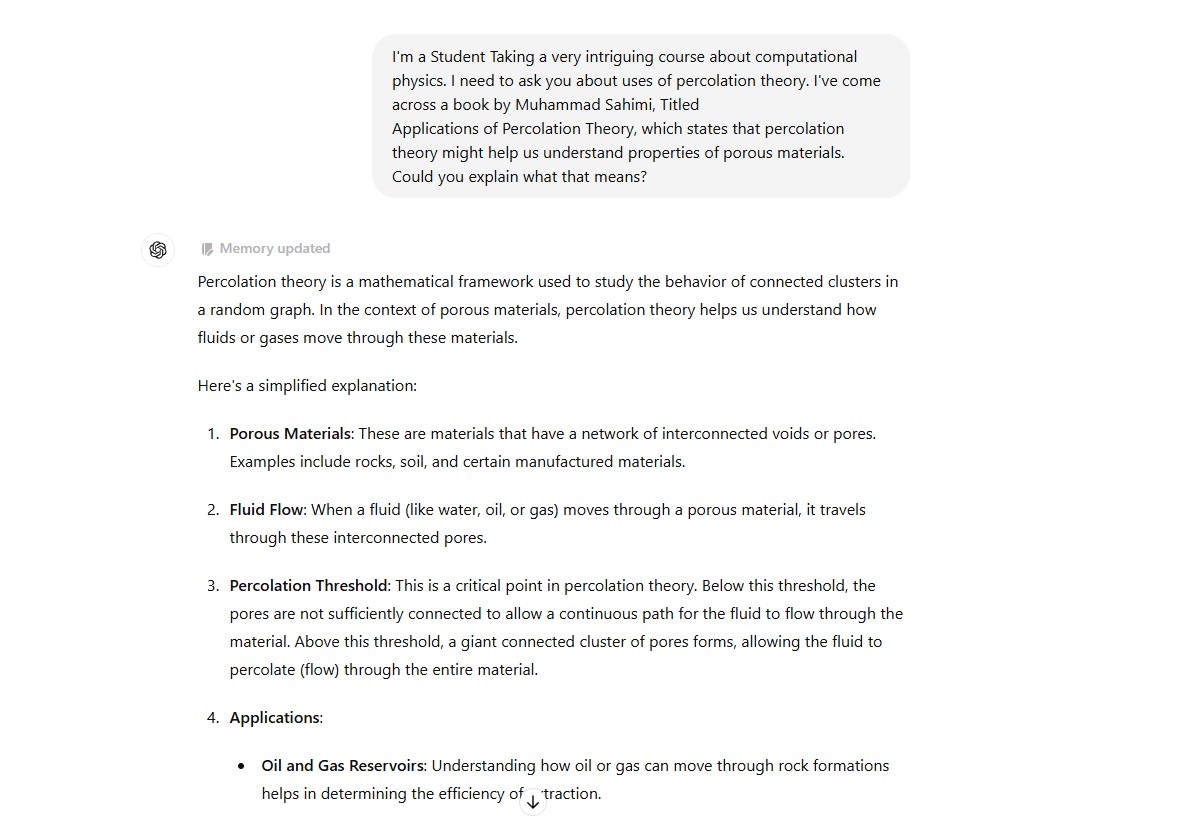 I'm a Student Taking a very intriguing course about computational
physics. I need to ask you about uses of percolation theory. I've come
across a book by Muhammad Sahimi, Titled
Applications of Percolation Theory, which states that percolation
theory might help us understand properties of porous materials.
Could you explain what that means?
Memory updated
Percolation theory is a mathematical framework used to study the behavior of connected clusters in
a random graph. In the context of porous materials, percolation theory helps us understand how
fluids or gases move through these materials.
Here's a simplified explanation:
1. Porous Materials: These are materials that have a network of interconnected voids or pores.
Examples include rocks, soil, and certain manufactured materials.
2. Fluid Flow: When a fluid (like water, oil, or gas) moves through a porous material, it travels
through these interconnected pores.
3. Percolation Threshold: This is a critical point in percolation theory. Below this threshold, the
pores are not sufficiently connected to allow a continuous path for the fluid to flow through the
material. Above this threshold, a giant connected cluster of pores forms, allowing the fluid to
percolate (flow) through the entire material.
4. Applications:
• Oil and Gas Reservoirs: Understanding how oil or gas can move through rock formations
helps in determining the efficiency of